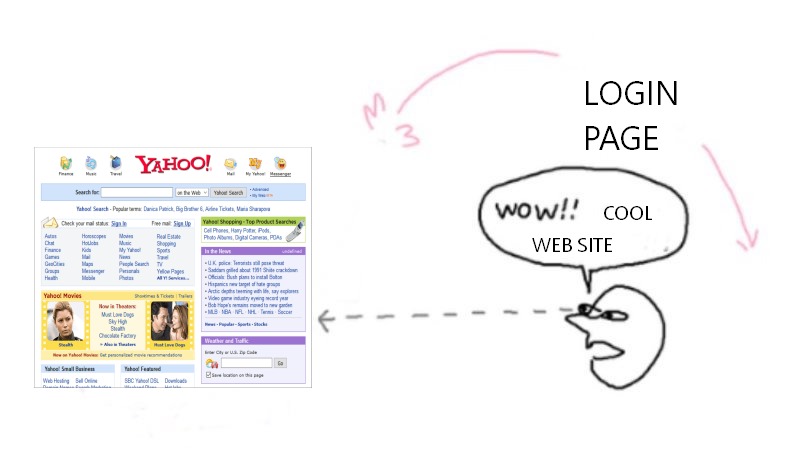 LOGIN
PAGE
M
3
WOW!! COOL
WEB SITE
Finance Music Travel YAHOO! Mail My Yahoo! Messenger
Search for: on the Web Yahoo! Search
• Advanced
Yahoo! Search - Popular terms: Danica Patrick, Big Brother 6, Airline Tickets, Maria Sharapova
Check your mail status: Sign In Free mail: Sign Up
Autos Horoscopes Movies Real Estate
Chat HotJobs Music Shopping
Finance Kids My Yahoo! Sports
Games Mail News Travel
GeoCities Maps People Search TV
Groups Messenger Personals Yellow Pages
Health Mobile Photos All Y! Services...
Yahoo! Shopping - Top Product Searches
Cell Phones, Harry Potter, iPods,
Photo Albums, Digital Cameras, PDAs
In the News
• U.K. police: Terrorists still pose threat
• Saddam grilled about 1991 Shiite crackdown
• Officials: Bush plans to install Bolton
• Hispanics new target of hate groups
• Arctic depths teeming with life, say explorers
• Video game industry eyeing record year
• Bob Hope's remains moved to new garden
• MLB · NBA · NFL · NHL · Tennis · Soccer
News - Popular - Sports - Stocks
Yahoo! Movies Showtimes & Tickets | Trailers
Now in Theaters:
Must Love Dogs
Sky High
Stealth
Chocolate Factory
» Also in Theaters
Stealth Must Love Dogs
Now on Yahoo! Movies: Get personalized movie recommendations
Weather and Traffic
Enter City or U.S. Zip Code
Go
Save location on this page
Yahoo! Small Business Yahoo! Featured
Web Hosting Sell Online
SBC Yahoo! DSL Downloads